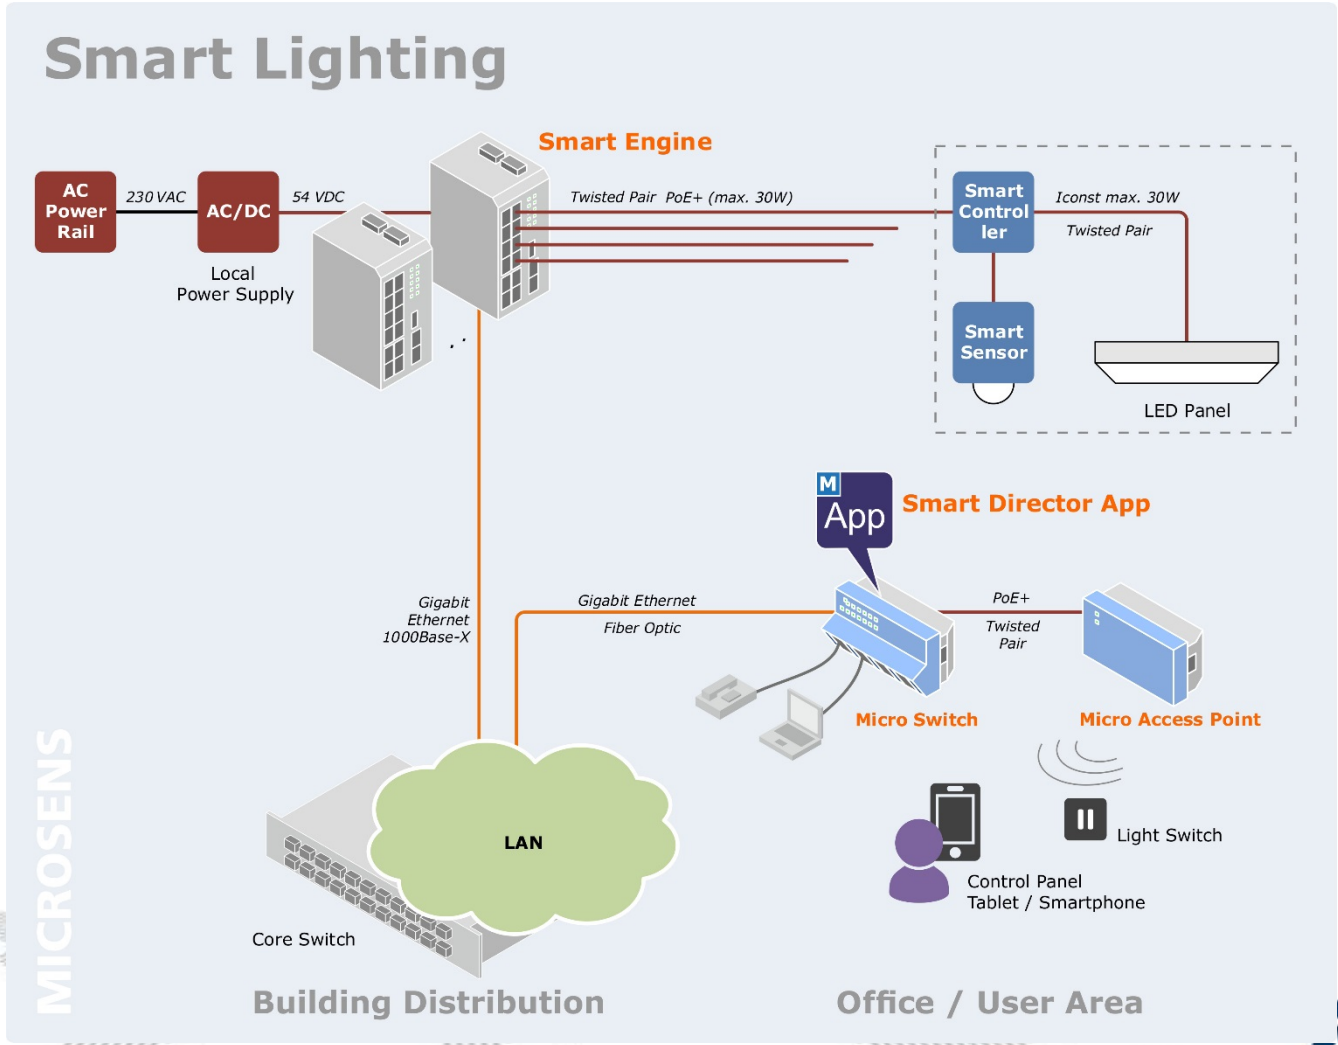 Smart Lighting
Smart Engine
AC
Power
Rail
230 VAC
AC/DC
54 VDC
Local
Power Supply
Twisted Pair PoE+ (max. 30W)
Smart
Control
ler
Iconst max. 30W
Twisted Pair
Smart
Sensor
LED Panel
M
App
Smart Director App
Gigabit
Ethernet
1000Base-X
Gigabit Ethernet
Fiber Optic
PoE+
Twisted
Pair
Micro Switch
Micro Access Point
LAN
Light Switch
Control Panel
Tablet / Smartphone
Core Switch
MICROSENS
Building Distribution
Office / User Area